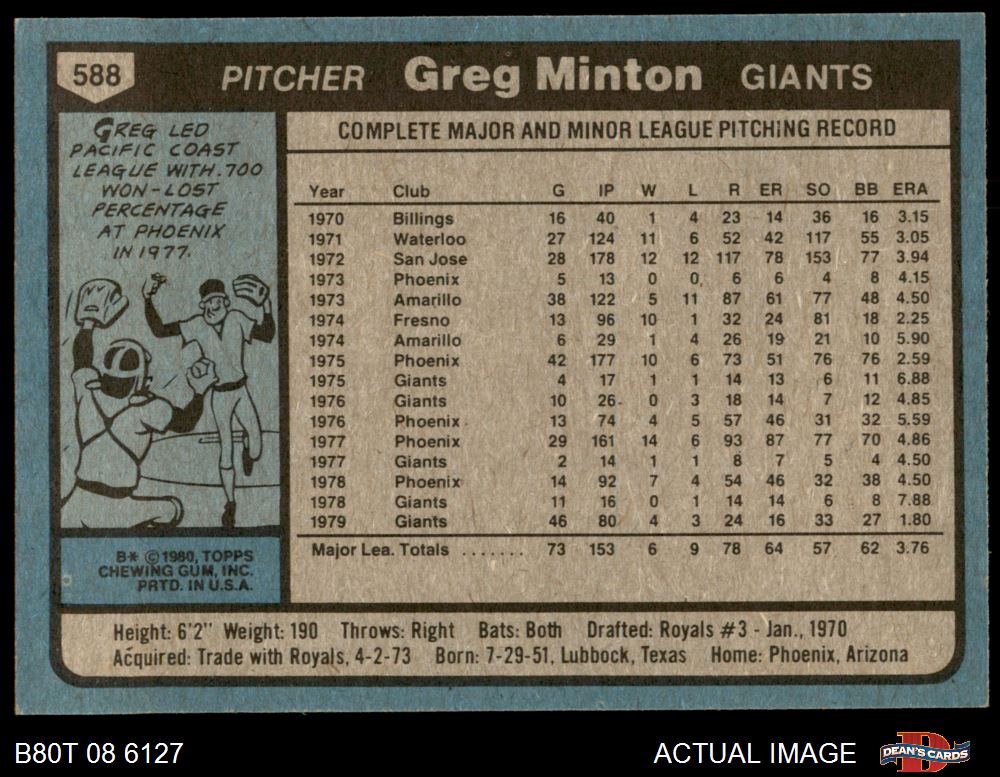 588 PITCHER Greg Minton GIANTS
GREG LED
PACIFIC COAST
LEAGUE WITH .700
WON-LOST
PERCENTAGE
AT PHOENIX
IN 1977.
COMPLETE MAJOR AND MINOR LEAGUE PITCHING RECORD
Year Club G IP W L R ER SO BB ERA
1970 Billings 16 40 1 4 23 14 36 16 3.15
1971 Waterloo 27 124 11 6 52 42 117 55 3.05
1972 San Jose 28 178 12 12 117 78 153 77 3.94
1973 Phoenix 5 13 0 0 6 6 4 8 4.15
1973 Amarillo 38 122 5 11 87 61 77 48 4.50
1974 Fresno 13 96 10 1 32 24 81 18 2.25
1974 Amarillo 6 29 1 4 26 19 21 10 5.90
1975 Phoenix 42 177 10 6 73 51 76 76 2.59
1975 Giants 4 17 1 1 14 13 6 11 6.88
1976 Giants 10 26 0 3 18 14 7 12 4.85
1976 Phoenix 13 74 4 5 57 46 31 32 5.59
1977 Phoenix 29 161 14 6 93 87 77 70 4.86
1977 Giants 2 14 1 1 8 7 5 4 4.50
1978 Phoenix 14 92 7 4 54 46 32 38 4.50
1978 Giants 11 16 0 1 14 14 6 8 7.88
1979 Giants 46 80 4 3 24 16 33 27 1.80
Major Lea. Totals ....... 73 153 6 9 78 64 57 62 3.76
B* © 1980, TOPPS
CHEWING GUM, INC.
PRTD. IN U.S.A.
Height: 6'2" Weight: 190 Throws: Right Bats: Both Drafted: Royals #3 - Jan., 1970
Acquired: Trade with Royals, 4-2-73 Born: 7-29-51, Lubbock, Texas Home: Phoenix, Arizona
B80T 08 6127 ACTUAL IMAGE DEAN'S CARDS